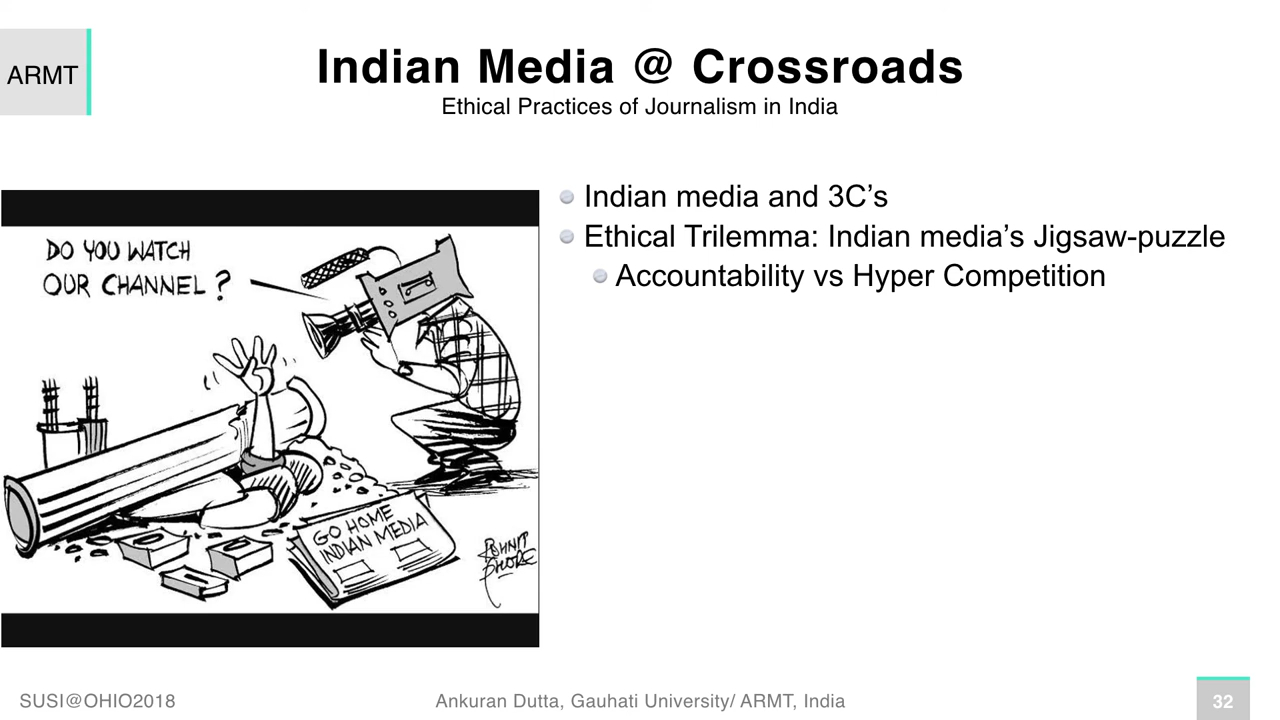 ARMT
Indian Media @ Crossroads
Ethical Practices of Journalism in India
DO YOU WATCH
OUR CHANNEL ?
GO HOME
INDIAN MEDIA
Indian media and 3C’s
Ethical Trilemma: Indian media’s Jigsaw-puzzle
Accountability vs Hyper Competition
SUSI@OHIO2018
Ankuran Dutta, Gauhati University/ ARMT, India
32